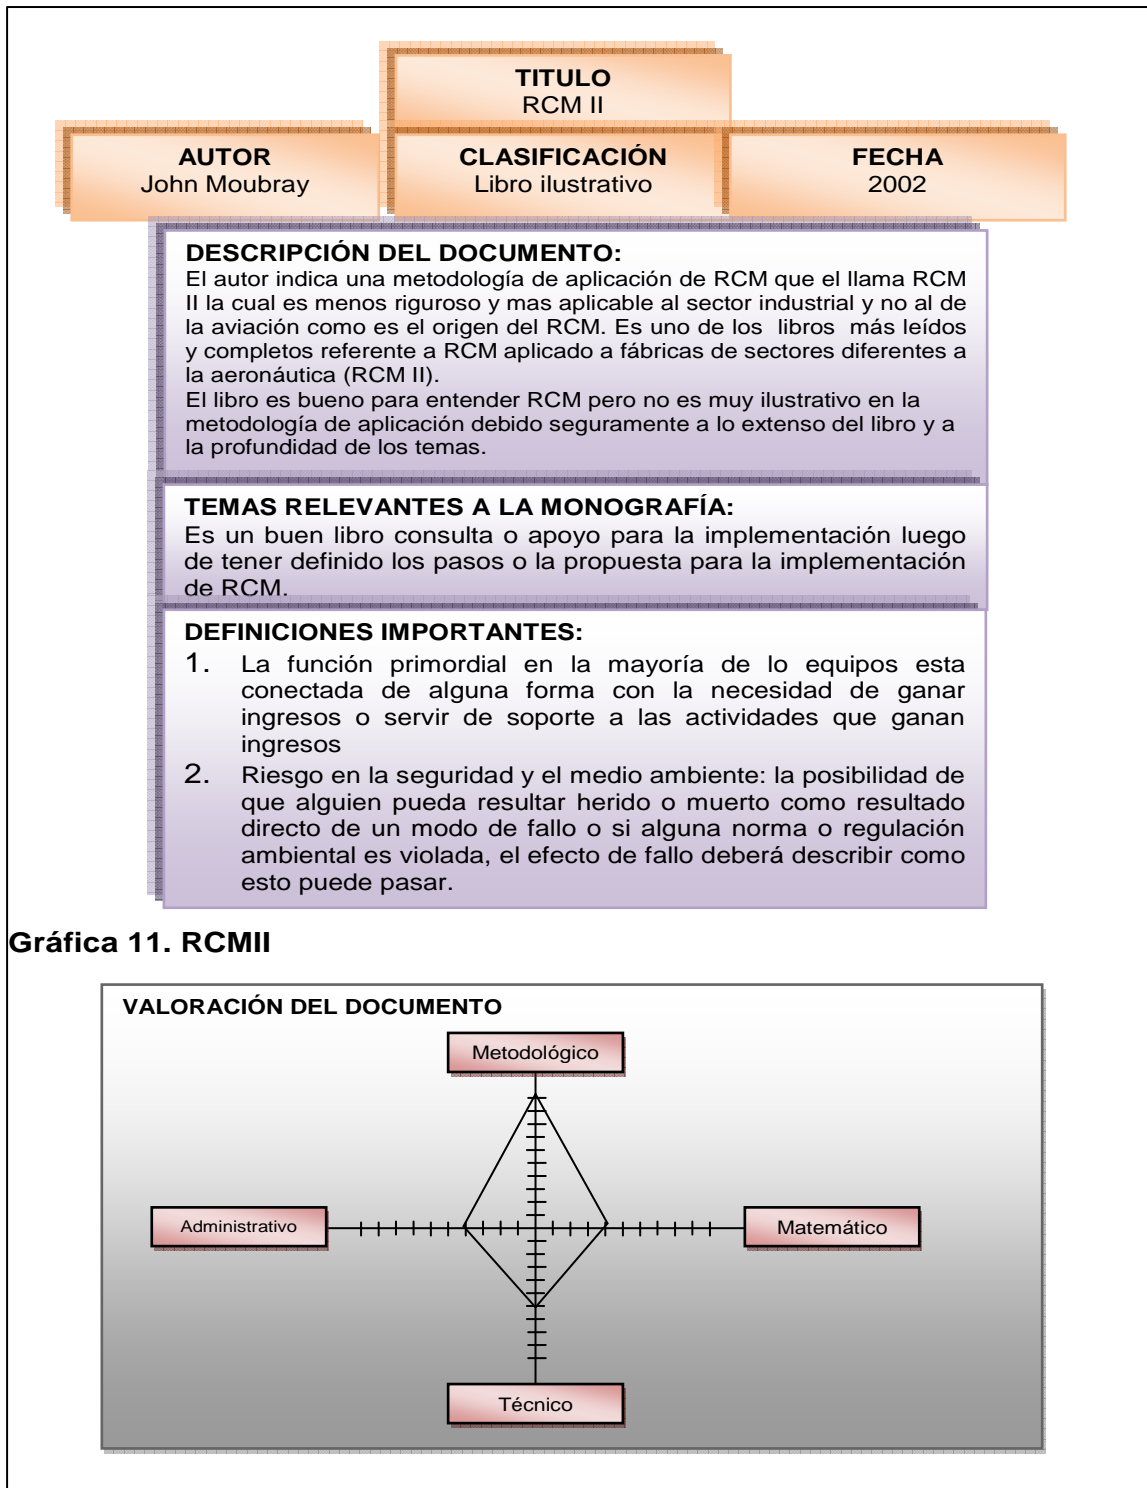 TITULO
RCM II
AUTOR
John Moubray
CLASIFICACIÓN
Libro ilustrativo
FECHA
2002
DESCRIPCIÓN DEL DOCUMENTO:
El autor indica una metodología de aplicación de RCM que el llama RCM
II la cual es menos riguroso y mas aplicable al sector industrial y no al de
la aviación como es el origen del RCM. Es uno de los libros más leídos
y completos referente a RCM aplicado a fábricas de sectores diferentes a
la aeronáutica (RCM II).
El libro es bueno para entender RCM pero no es muy ilustrativo en la
metodología de aplicación debido seguramente a lo extenso del libro y a
la profundidad de los temas.
TEMAS RELEVANTES A LA MONOGRAFÍA:
Es un buen libro consulta o apoyo para la implementación luego
de tener definido los pasos o la propuesta para la implementación
de RCM.
DEFINICIONES IMPORTANTES:
1. La función primordial en la mayoría de lo equipos esta
conectada de alguna forma con la necesidad de ganar
ingresos o servir de soporte a las actividades que ganan
ingresos
2. Riesgo en la seguridad y el medio ambiente: la posibilidad de
que alguien pueda resultar herido o muerto como resultado
directo de un modo de fallo o si alguna norma o regulación
ambiental es violada, el efecto de fallo deberá describir como
esto puede pasar.
Gráfica 11. RCMII
VALORACIÓN DEL DOCUMENTO
Metodológico
Administrativo
Matemático
Técnico